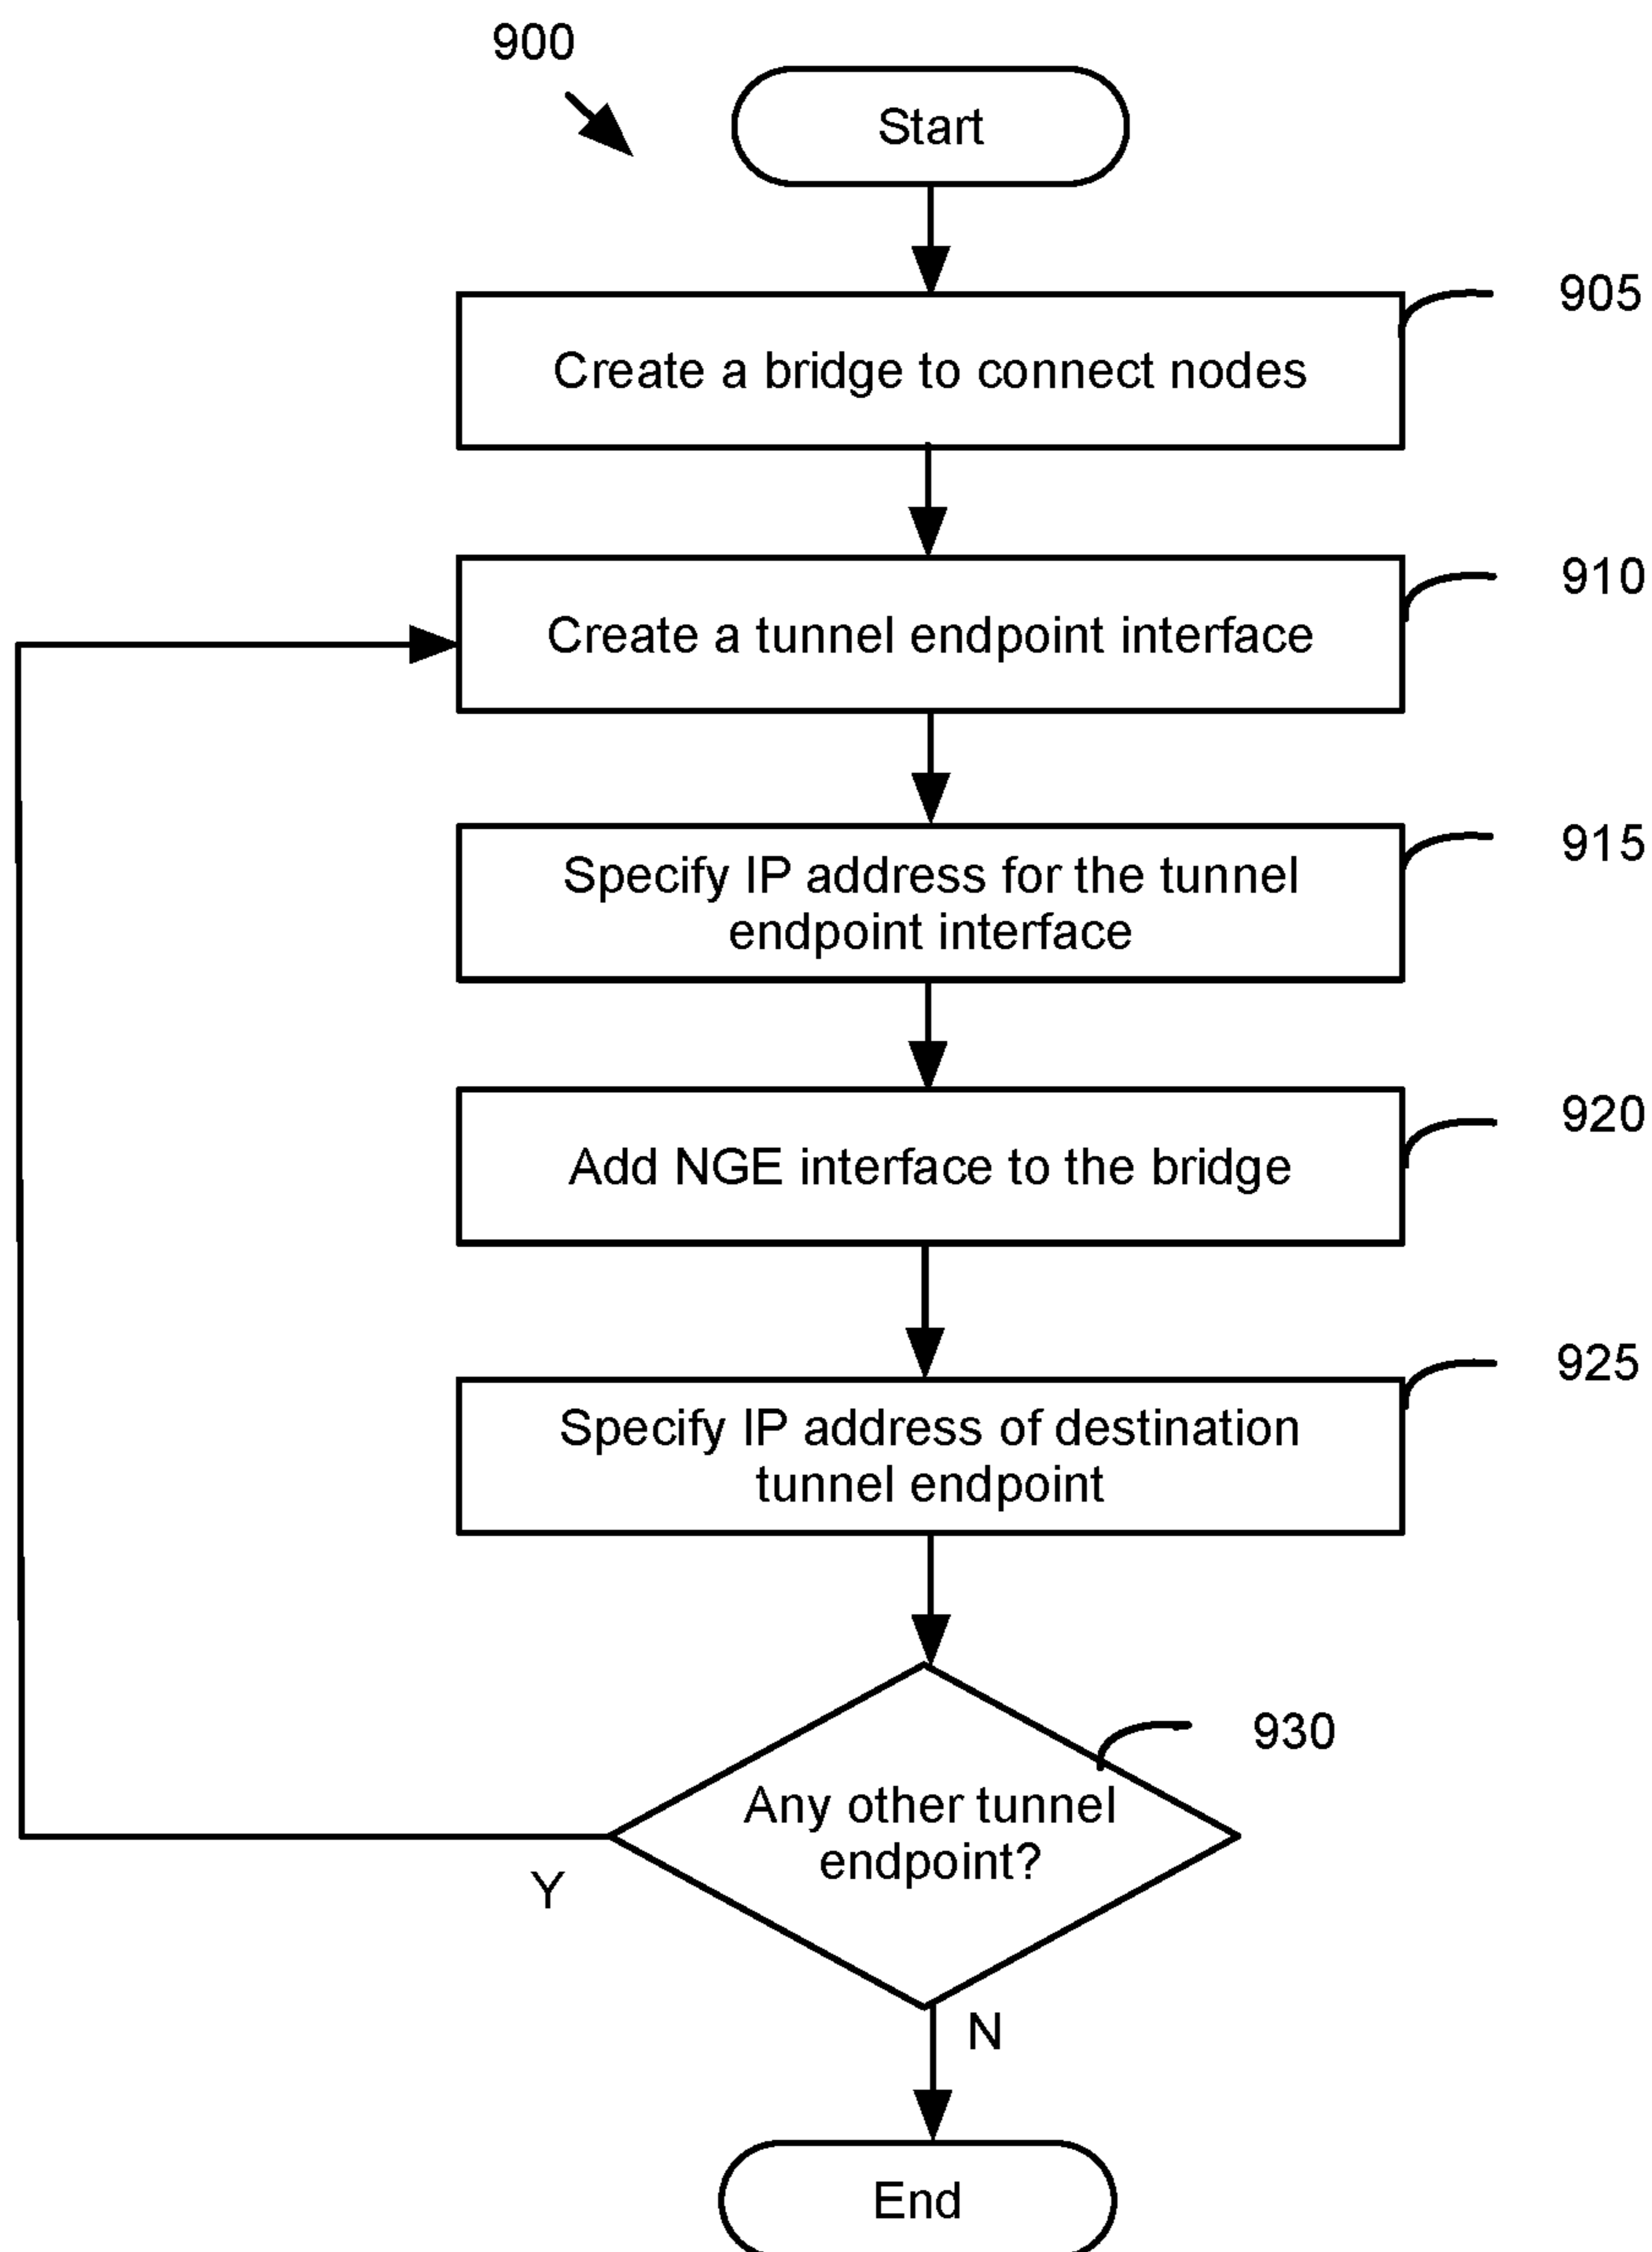 900
Start
905
Create a bridge to connect nodes
910
Create a tunnel endpoint interface
915
Specify IP address for the tunnel
endpoint interface
920
Add NGE interface to the bridge
925
Specify IP address of destination
tunnel endpoint
930
Any other tunnel
endpoint?
Y
N
End